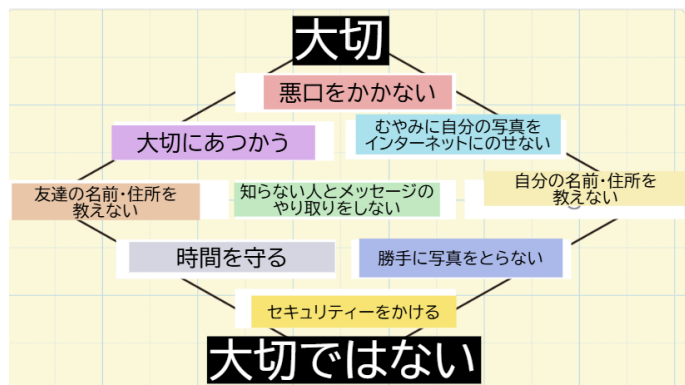 大切
悪口をかかない
大切にあつかう
むやみに自分の写真を
インターネットにのせない
友達の名前・住所を
教えない
知らない人とメッセージの
やり取りをしない
自分の名前・住所を
教えない
時間を守る
勝手に写真をとらない
セキュリティーをかける
大切ではない